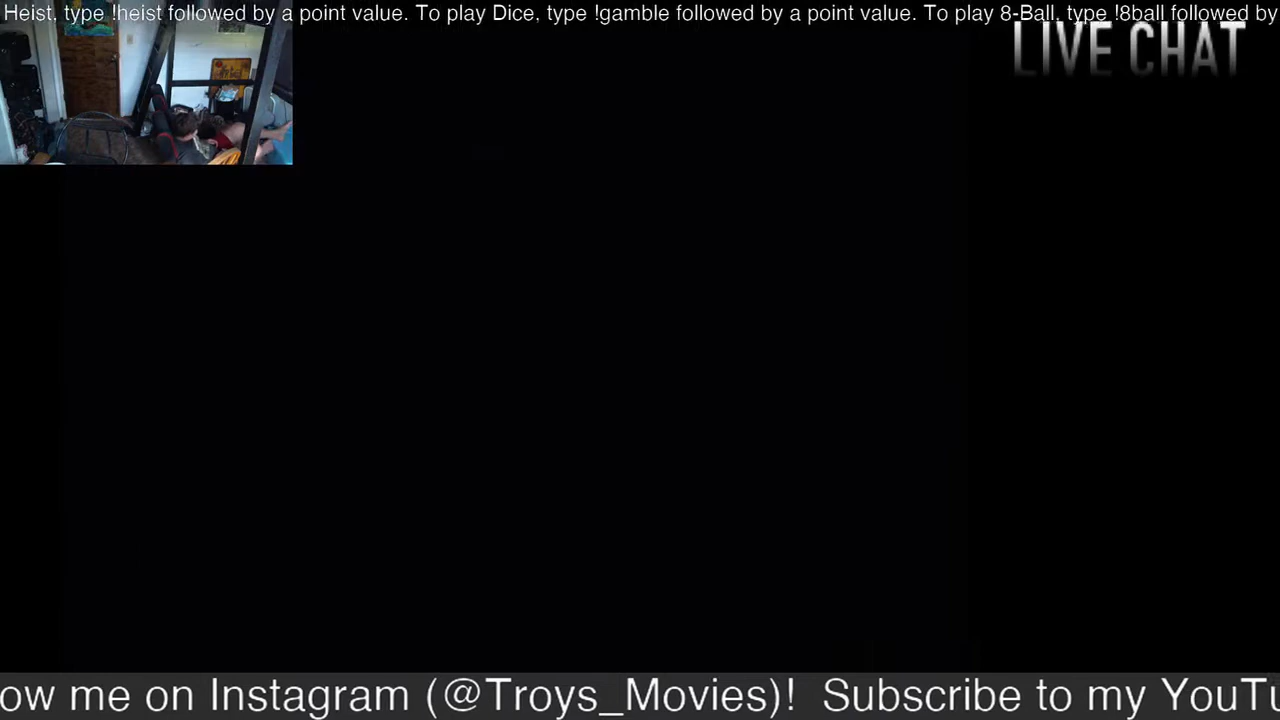 Heist, type !heist followed by a point value. To play Dice, type !gamble followed by a point value. To play 8-Ball, type !8ball followed by
LIVE CHAT
ow me on Instagram (@Troys_Movies)! Subscribe to my YouTu